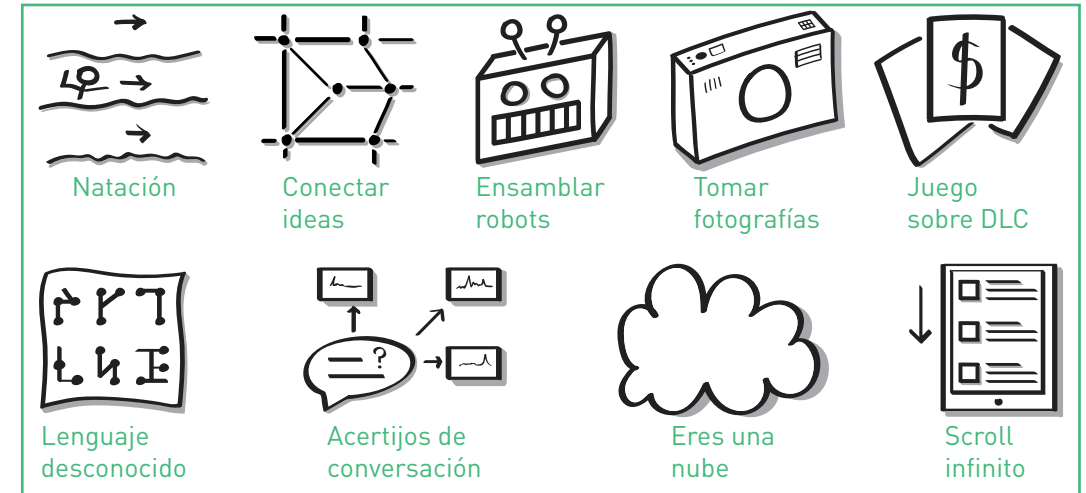 $
Natación
Conectar
ideas
Ensamblar
robots
Tomar
fotografías
Juego
sobre DLC
?
Lenguaje
desconocido
Acertijos de
conversación
Eres una
nube
Scroll
infinito